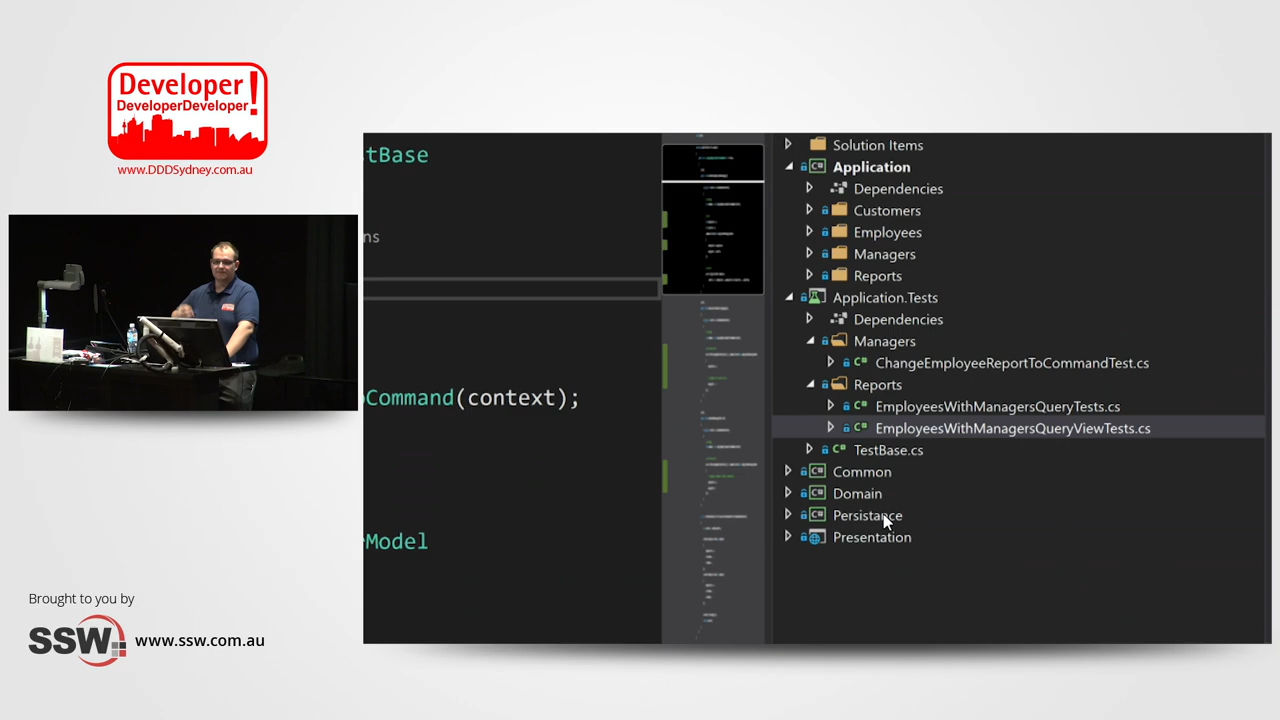 Developer!
DeveloperDeveloper
www.DDDSydney.com.au
Brought to you by
SSW
www.ssw.com.au
tBase
ns
Command(context);
Model
Solution Items
Application
Dependencies
Customers
Employees
Managers
Reports
Application.Tests
Dependencies
Managers
ChangeEmployeeReportToCommandTest.cs
Reports
EmployeesWithManagersQueryTests.cs
EmployeesWithManagersQueryViewTests.cs
TestBase.cs
Common
Domain
Persistance
Presentation